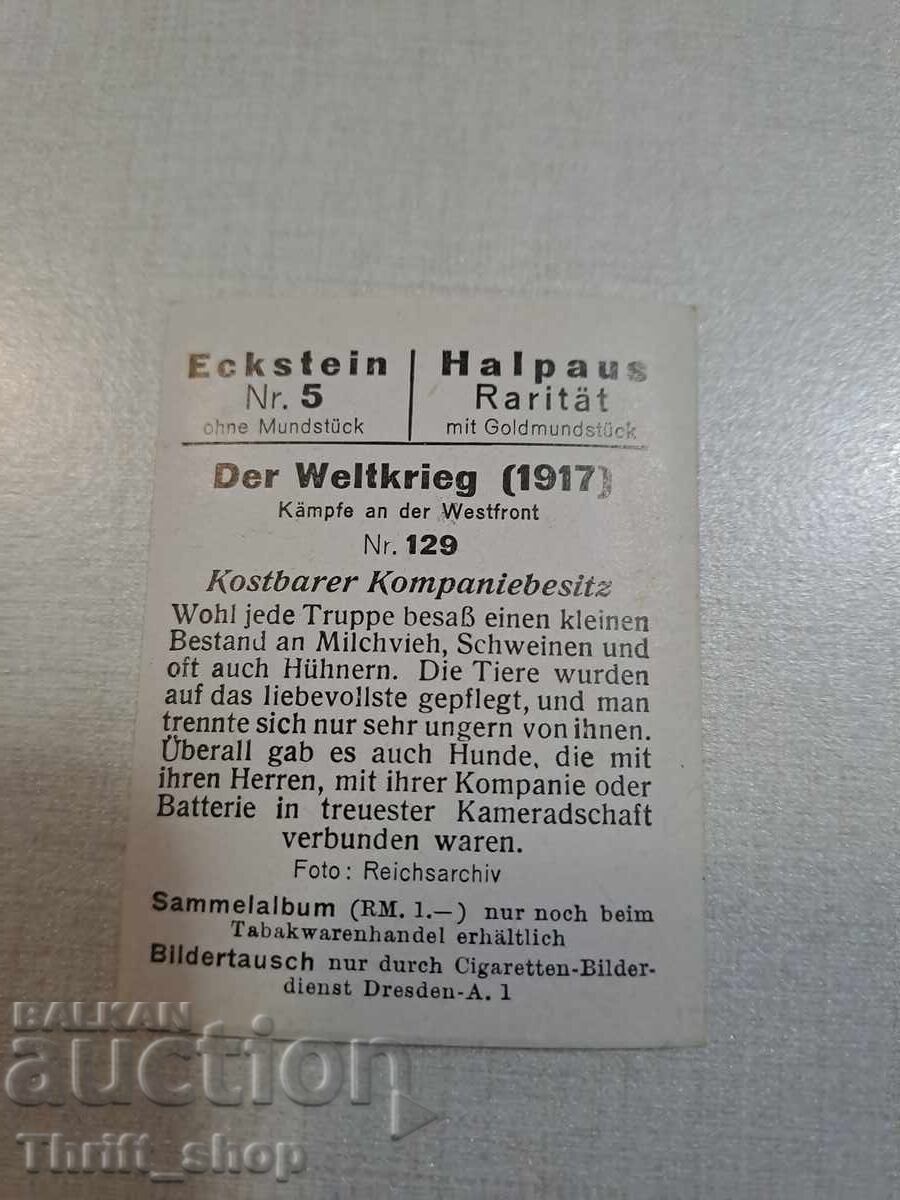 Eckstein | Halpaus
Nr. 5 | Rarität
ohne Mundstück | mit Goldmundstück
Der Weltkrieg (1917)
Kämpfe an der Westfront
Nr. 129
Kostbarer Kompaniebesitz
Wohl jede Truppe besaß einen kleinen
Bestand an Milchvieh, Schweinen und
oft auch Hühnern. Die Tiere wurden
auf das liebevollste gepflegt, und man
trennte sich nur sehr ungern von ihnen.
Überall gab es auch Hunde, die mit
ihren Herren, mit ihrer Kompanie oder
Batterie in treuester Kameradschaft
verbunden waren.
Foto: Reichsarchiv
Sammelalbum (RM. 1.—) nur noch beim
Tabakwarenhandel erhältlich
Bildertausch nur durch Cigaretten-Bilder-
dienst Dresden-A. 1
BALKAN
auction
Thrift_shop